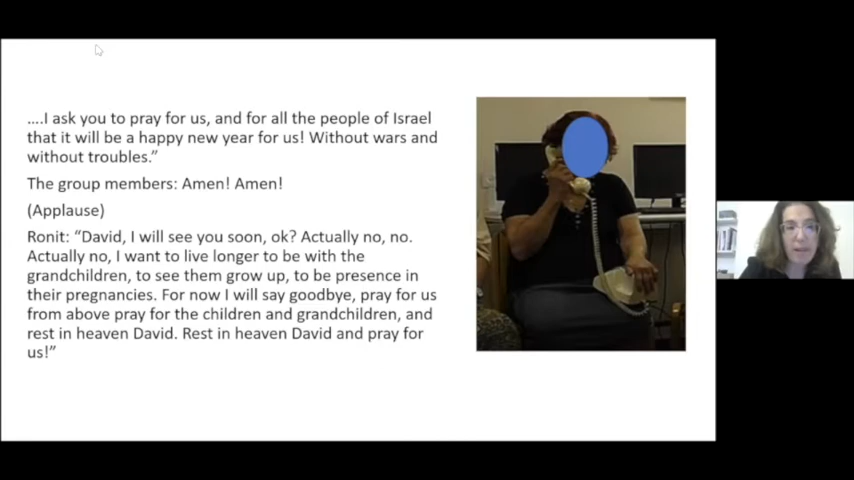 ....I ask you to pray for us, and for all the people of Israel
that it will be a happy new year for us! Without wars and
without troubles.”
The group members: Amen! Amen!
(Applause)
Ronit: “David, I will see you soon, ok? Actually no, no.
Actually no, I want to live longer to be with the
grandchildren, to see them grow up, to be presence in
their pregnancies. For now I will say goodbye, pray for us
from above pray for the children and grandchildren, and
rest in heaven David. Rest in heaven David and pray for
us!”